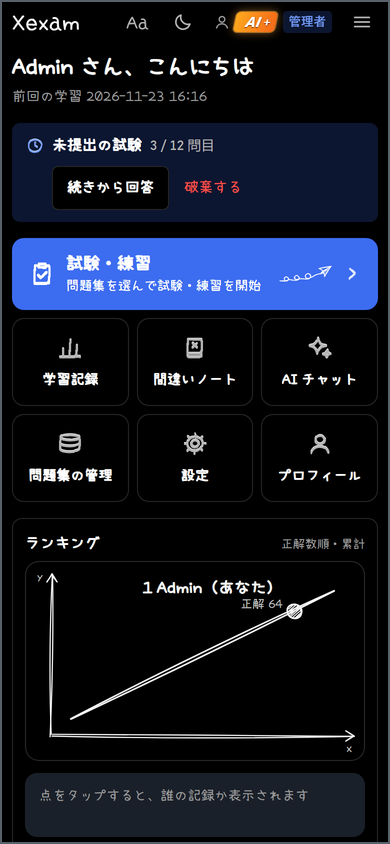 Xexam
Aa
AI+
管理者
Admin さん、こんにちは
前回の学習 2026-11-23 16:16
未提出の試験 3 / 12 問目
続きから回答
破棄する
試験・練習
問題集を選んで試験・練習を開始
学習記録
間違いノート
AI チャット
問題集の管理
設定
プロフィール
ランキング
正解数順・累計
y
1 Admin（あなた）
正解 64
x
点をタップすると、誰の記録か表示されます